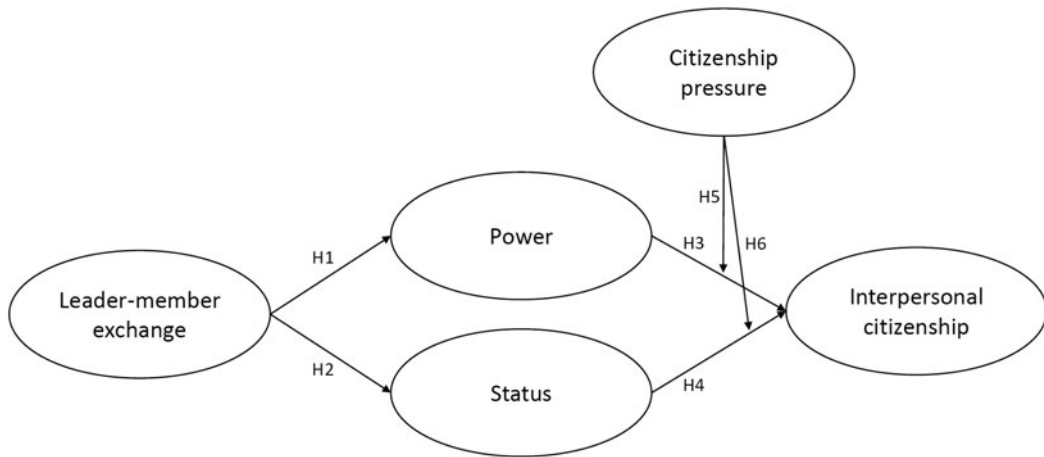 Citizenship
pressure
H5
Power
H3
H6
H1
Leader-member
exchange
Interpersonal
citizenship
H2
Status
H4